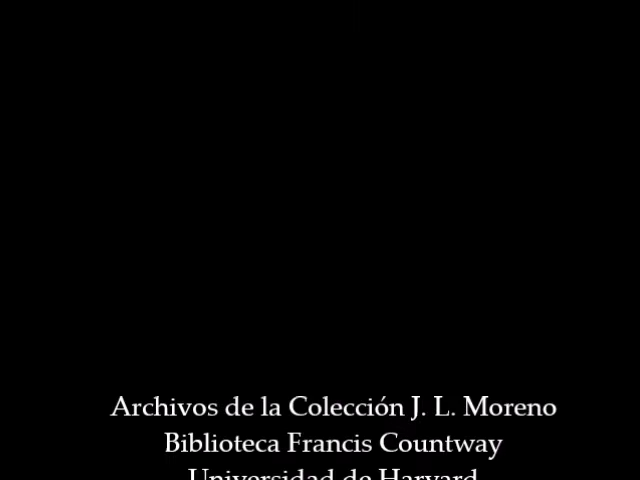 Archivos de la Colección J. L. Moreno
Biblioteca Francis Countway
Universidad de Harvard